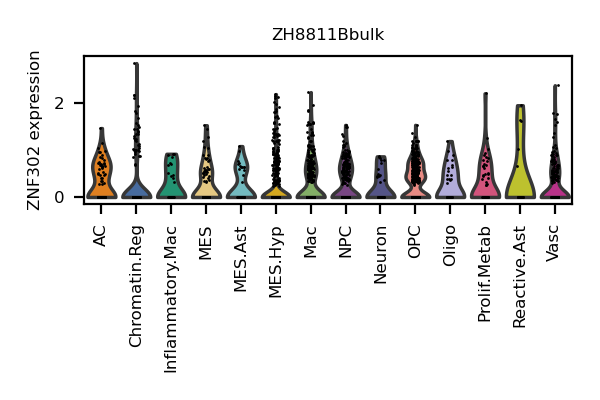 ZH8811Bbulk
ZNF302 expression
2
0
AC
Chromatin.Reg
Inflammatory.Mac
MES
MES.Ast
MES.Hyp
Mac
NPC
Neuron
OPC
Oligo
Prolif.Metab
Reactive.Ast
Vasc